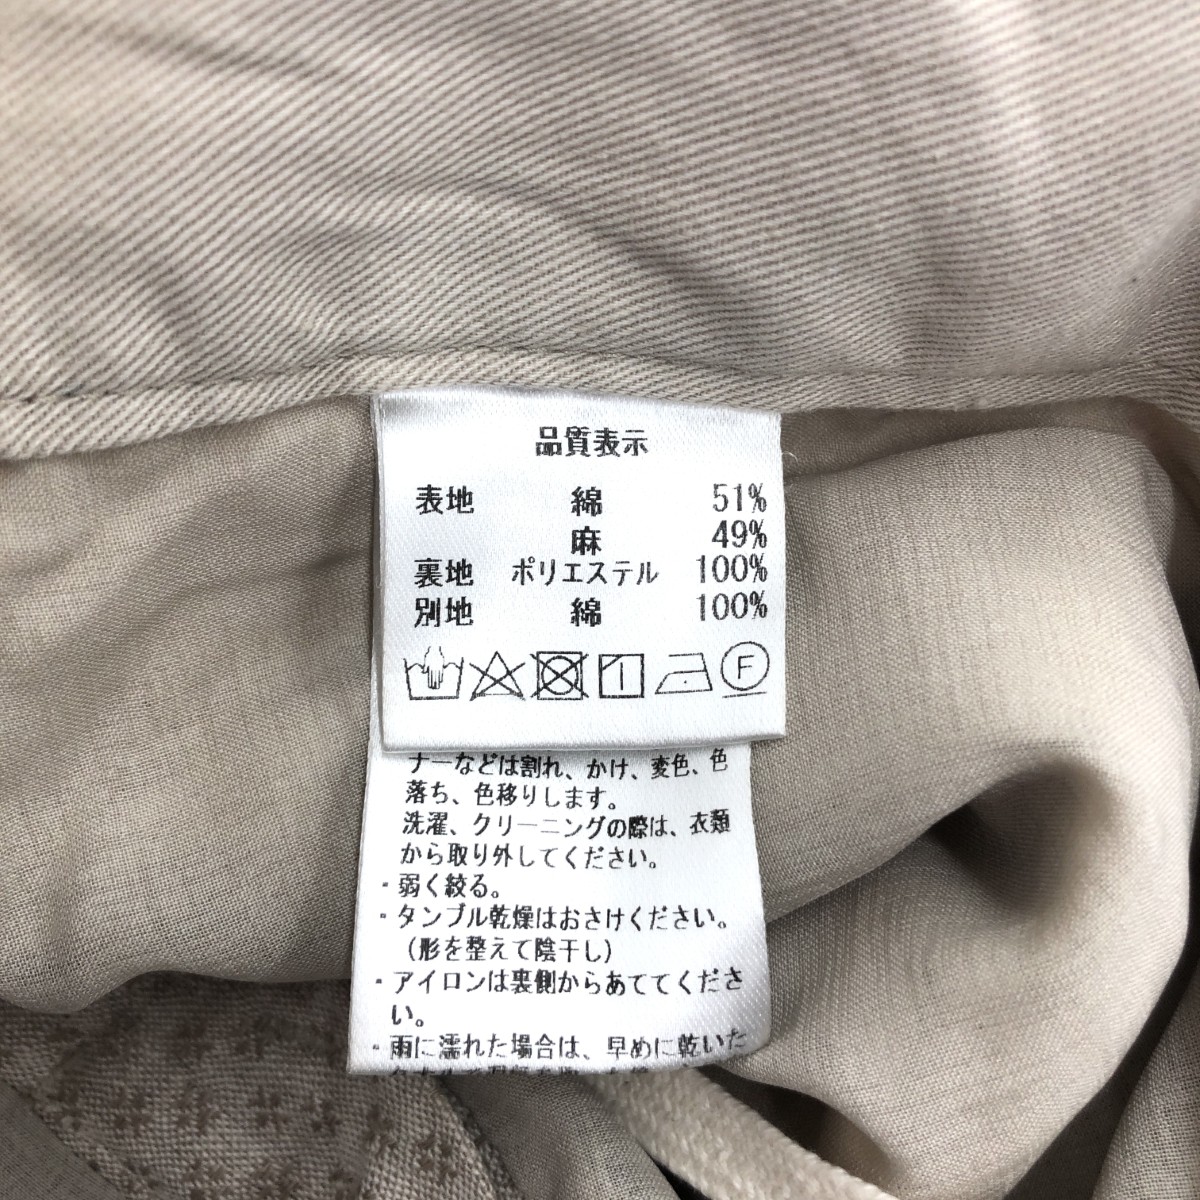 品質表示
表地 綿 51%
麻 49%
裏地 ポリエステル 100%
別地 綿 100%
F
ナーなどは割れ、かけ、変色、色
落ち、色移りします。
洗濯、クリーニングの際は、衣類
から取り外してください。
・弱く絞る。
・タンブル乾燥はおさけください。
（形を整えて陰干し）
・アイロンは裏側からあててくださ
い。
・雨に濡れた場合は、早めに乾いた